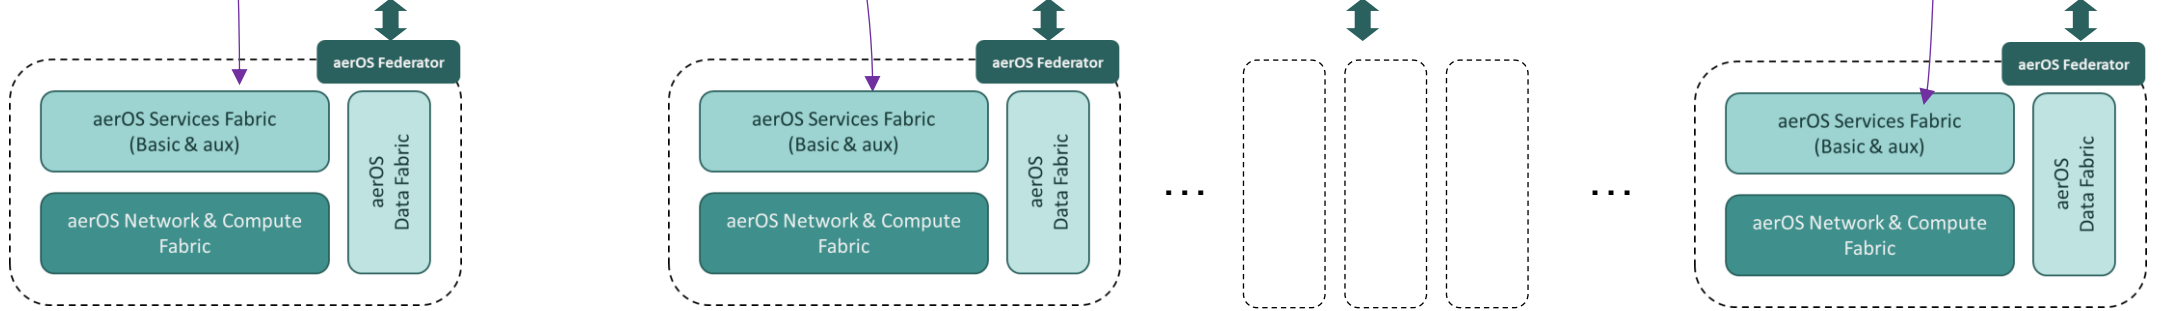 aerOS Federator
aerOS Services Fabric
(Basic & aux)
aerOS
Data Fabric
aerOS Network & Compute
Fabric
aerOS Federator
aerOS Services Fabric
(Basic & aux)
aerOS
Data Fabric
aerOS Network & Compute
Fabric
...
...
aerOS Federator
aerOS Services Fabric
(Basic & aux)
aerOS
Data Fabric
aerOS Network & Compute
Fabric